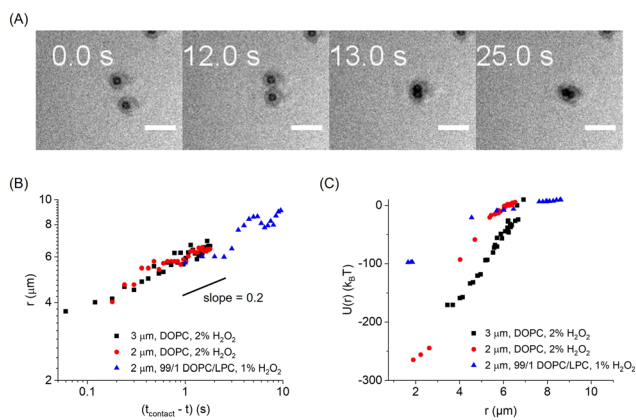 (A)
0.0 s
12.0 s
13.0 s
25.0 s
(B)
r (μm)
10
8
6
4
2
slope = 0.2
3 μm, DOPC, 2% H₂O₂
2 μm, DOPC, 2% H₂O₂
2 μm, 99/1 DOPC/LPC, 1% H₂O₂
0.1
1
10
(t_contact - t) (s)
(C)
U(r) (k_BT)
0
-100
-200
-300
3 μm, DOPC, 2% H₂O₂
2 μm, DOPC, 2% H₂O₂
2 μm, 99/1 DOPC/LPC, 1% H₂O₂
2
4
6
8
10
r (μm)